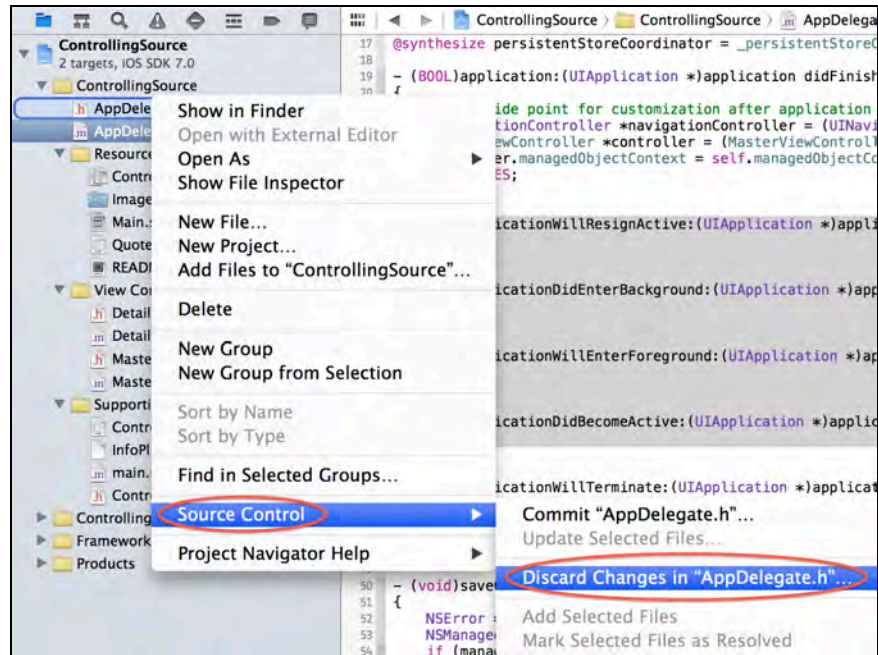 ControllingSource
2 targets, iOS SDK 7.0
ControllingSource
h AppDele
m AppDele
Resource
Contr
Image
Main.
Quote
READ
View Co
h Detail
m Detail
h Maste
m Maste
Supporti
Contr
InfoPl
m main.
h Contr
Controlling
Framework
Products
Show in Finder
Open with External Editor
Open As
Show File Inspector
New File...
New Project...
Add Files to “ControllingSource”...
Delete
New Group
New Group from Selection
Sort by Name
Sort by Type
Find in Selected Groups...
Source Control
Project Navigator Help
Commit “AppDelegate.h”...
Update Selected Files...
Discard Changes in “AppDelegate.h”...
Add Selected Files
Mark Selected Files as Resolved
ControllingSource ControllingSource m AppDelega
17 @synthesize persistentStoreCoordinator = _persistentStoreC
18
19 - (BOOL)application:(UIApplication *)application didFinish
20 {
ide point for customization after application
tionController *navigationController = (UINavi
ewController *controller = (MasterViewControll
er.managedObjectContext = self.managedObjectCo
ES;
icationWillResignActive:(UIApplication *)appli
icationDidEnterBackground:(UIApplication *)app
icationWillEnterForeground:(UIApplication *)ap
icationDidBecomeActive:(UIApplication *)applic
icationWillTerminate:(UIApplication *)applicat
50 - (void)save
51 {
52 NSError
53 NSManage
54 if (mana